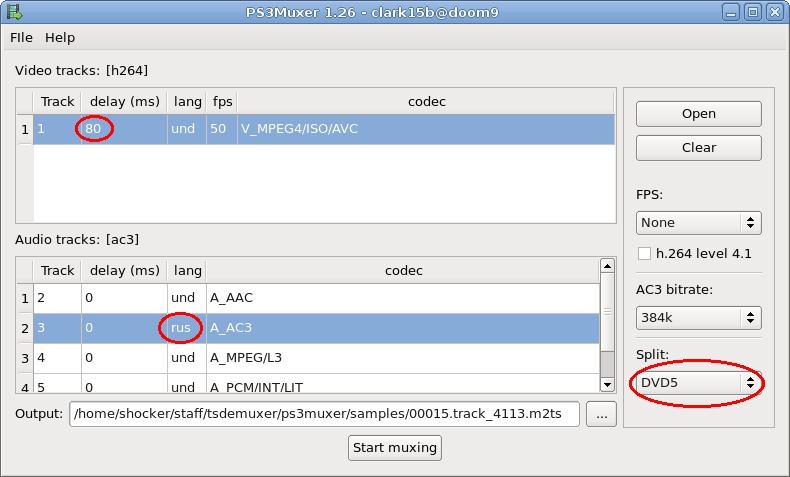 PS3Muxer 1.26 - clark15b@doom9
FIle Help
Video tracks: [h264]
Track delay (ms) lang fps codec
1 1 80 und 50 V_MPEG4/ISO/AVC
Open
Clear
FPS:
None
h.264 level 4.1
AC3 bitrate:
384k
Split:
DVD5
Audio tracks: [ac3]
Track delay (ms) lang codec
1 2 0 und A_AAC
2 3 0 rus A_AC3
3 4 0 und A_MPEG/L3
4 5 0 und A_PCM/INT/LIT
Output: /home/shocker/staff/tsdemuxer/ps3muxer/samples/00015.track_4113.m2ts ...
Start muxing